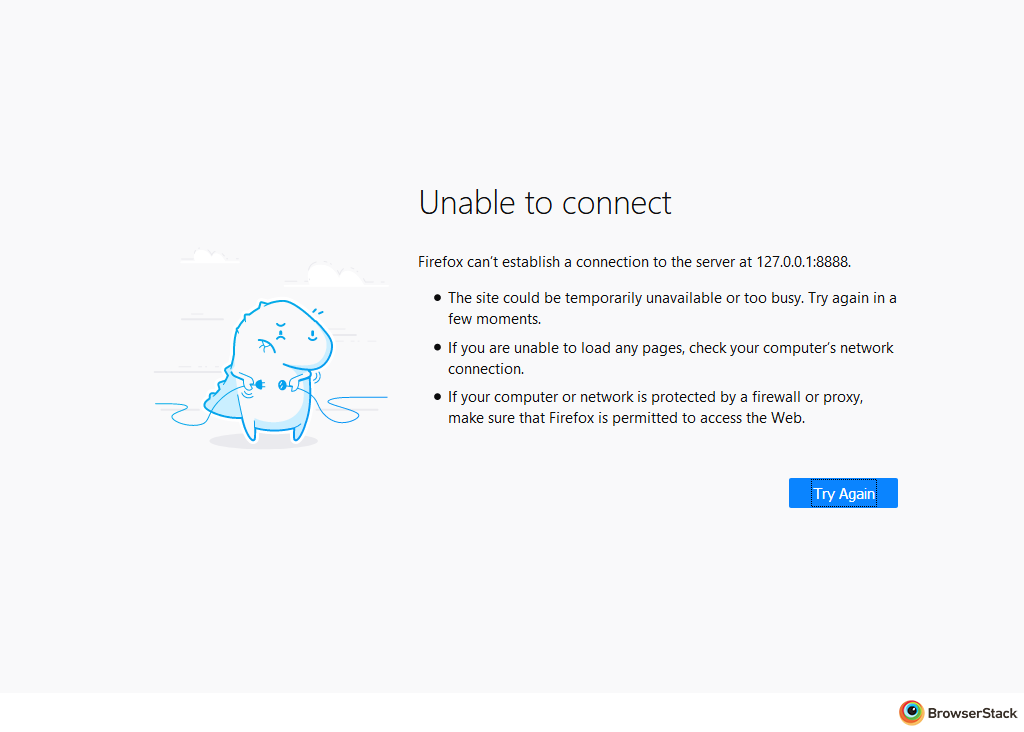 Unable to connect
Firefox can’t establish a connection to the server at 127.0.0.1:8888.
The site could be temporarily unavailable or too busy. Try again in a
few moments.
If you are unable to load any pages, check your computer’s network
connection.
If your computer or network is protected by a firewall or proxy,
make sure that Firefox is permitted to access the Web.
Try Again
BrowserStack